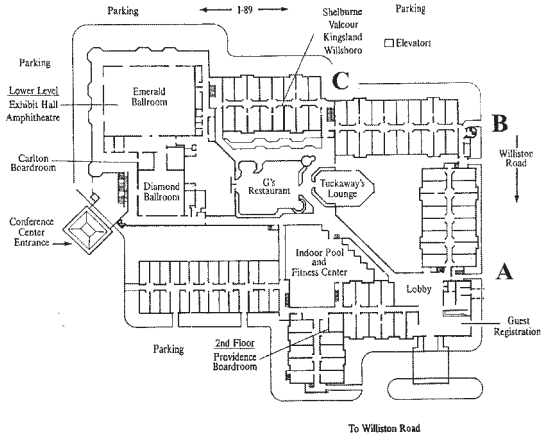 Parking
I-89
Shelburne
Valcour
Kingsland
Willsboro
Parking
Elevators
Parking
Lower Level
Exhibit Hall
Amphitheatre
Emerald
Ballroom
C
B
Williston
Road
Carlton
Boardroom
Diamond
Ballroom
G's
Restaurant
Tuckaway's
Lounge
Conference
Center
Entrance
Indoor Pool
and
Fitness Center
Lobby
A
Guest
Registration
Parking
2nd Floor
Providence
Boardroom
To Williston Road